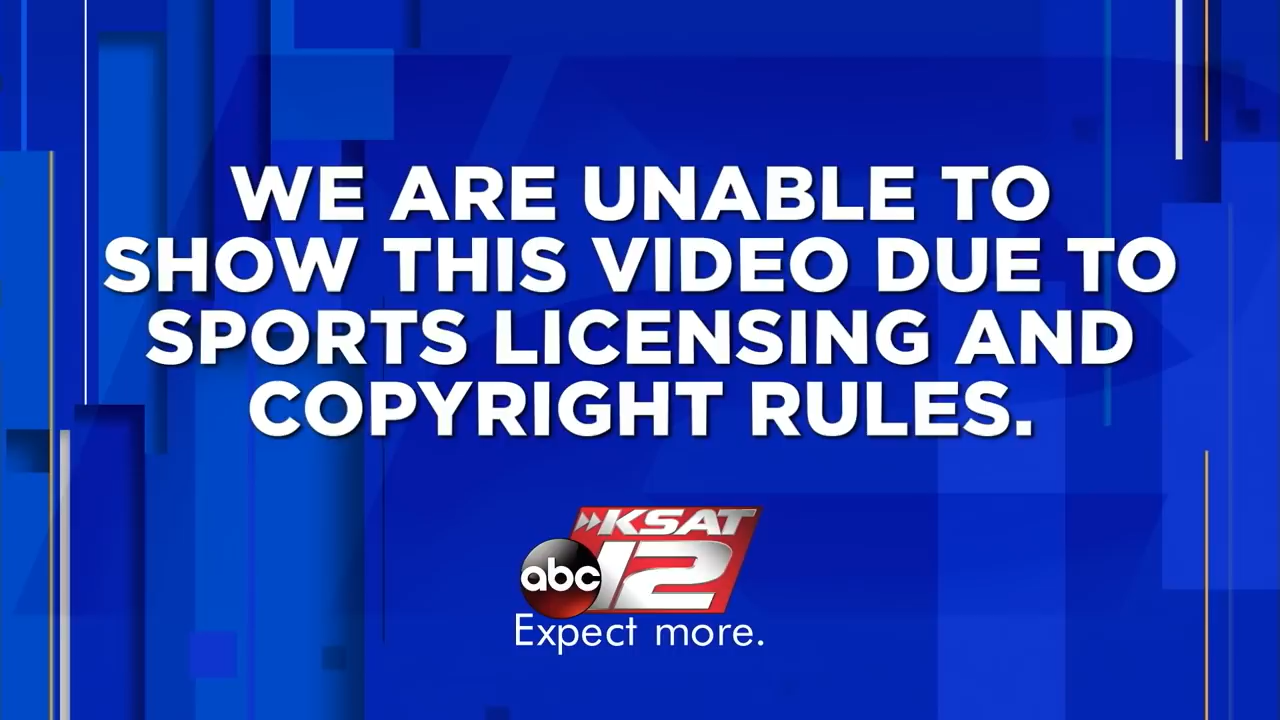 WE ARE UNABLE TO
SHOW THIS VIDEO DUE TO
SPORTS LICENSING AND
COPYRIGHT RULES.
KSAT
abc 12
Expect more.